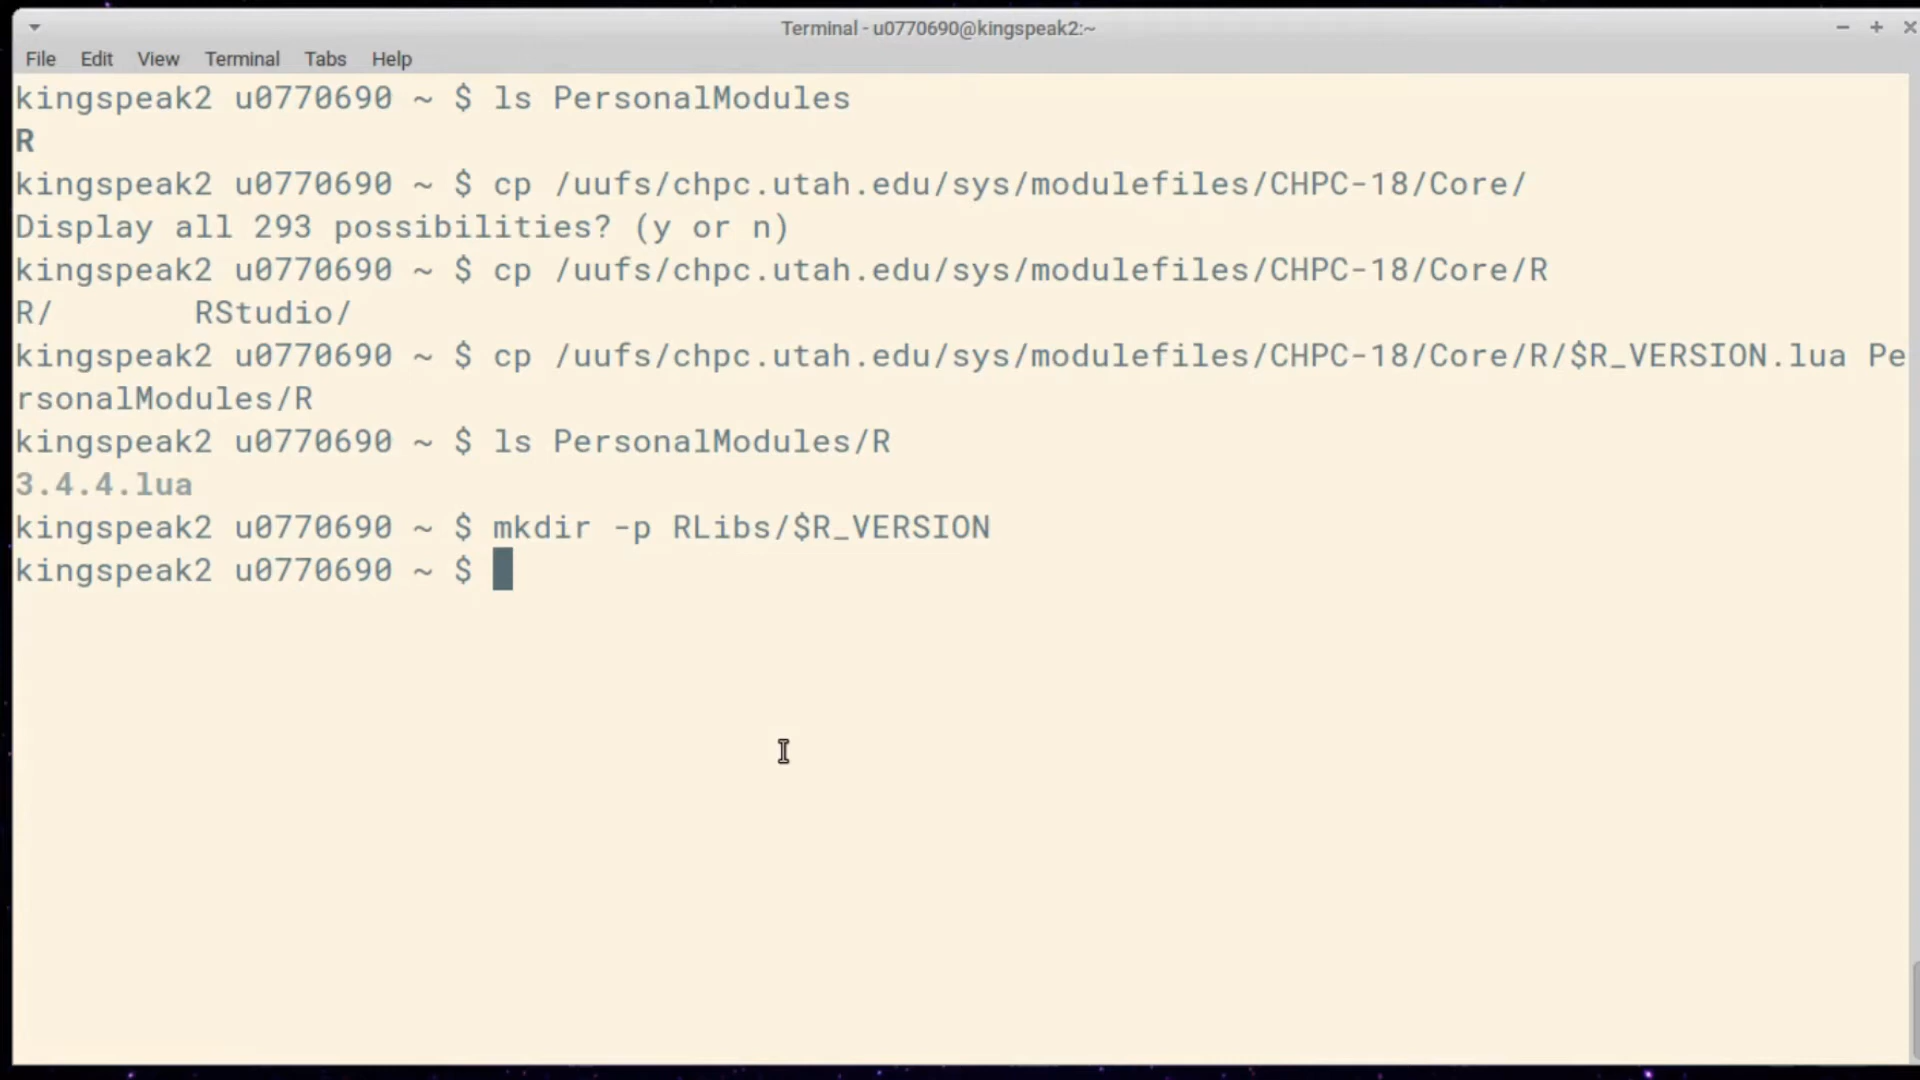 Terminal - u0770690@kingspeak2:~
File Edit View Terminal Tabs Help
kingspeak2 u0770690 ~ $ ls PersonalModules
R
kingspeak2 u0770690 ~ $ cp /uufs/chpc.utah.edu/sys/modulefiles/CHPC-18/Core/
Display all 293 possibilities? (y or n)
kingspeak2 u0770690 ~ $ cp /uufs/chpc.utah.edu/sys/modulefiles/CHPC-18/Core/R
R/ RStudio/
kingspeak2 u0770690 ~ $ cp /uufs/chpc.utah.edu/sys/modulefiles/CHPC-18/Core/R/$R_VERSION.lua Pe
rsonalModules/R
kingspeak2 u0770690 ~ $ ls PersonalModules/R
3.4.4.lua
kingspeak2 u0770690 ~ $ mkdir -p RLibs/$R_VERSION
kingspeak2 u0770690 ~ $